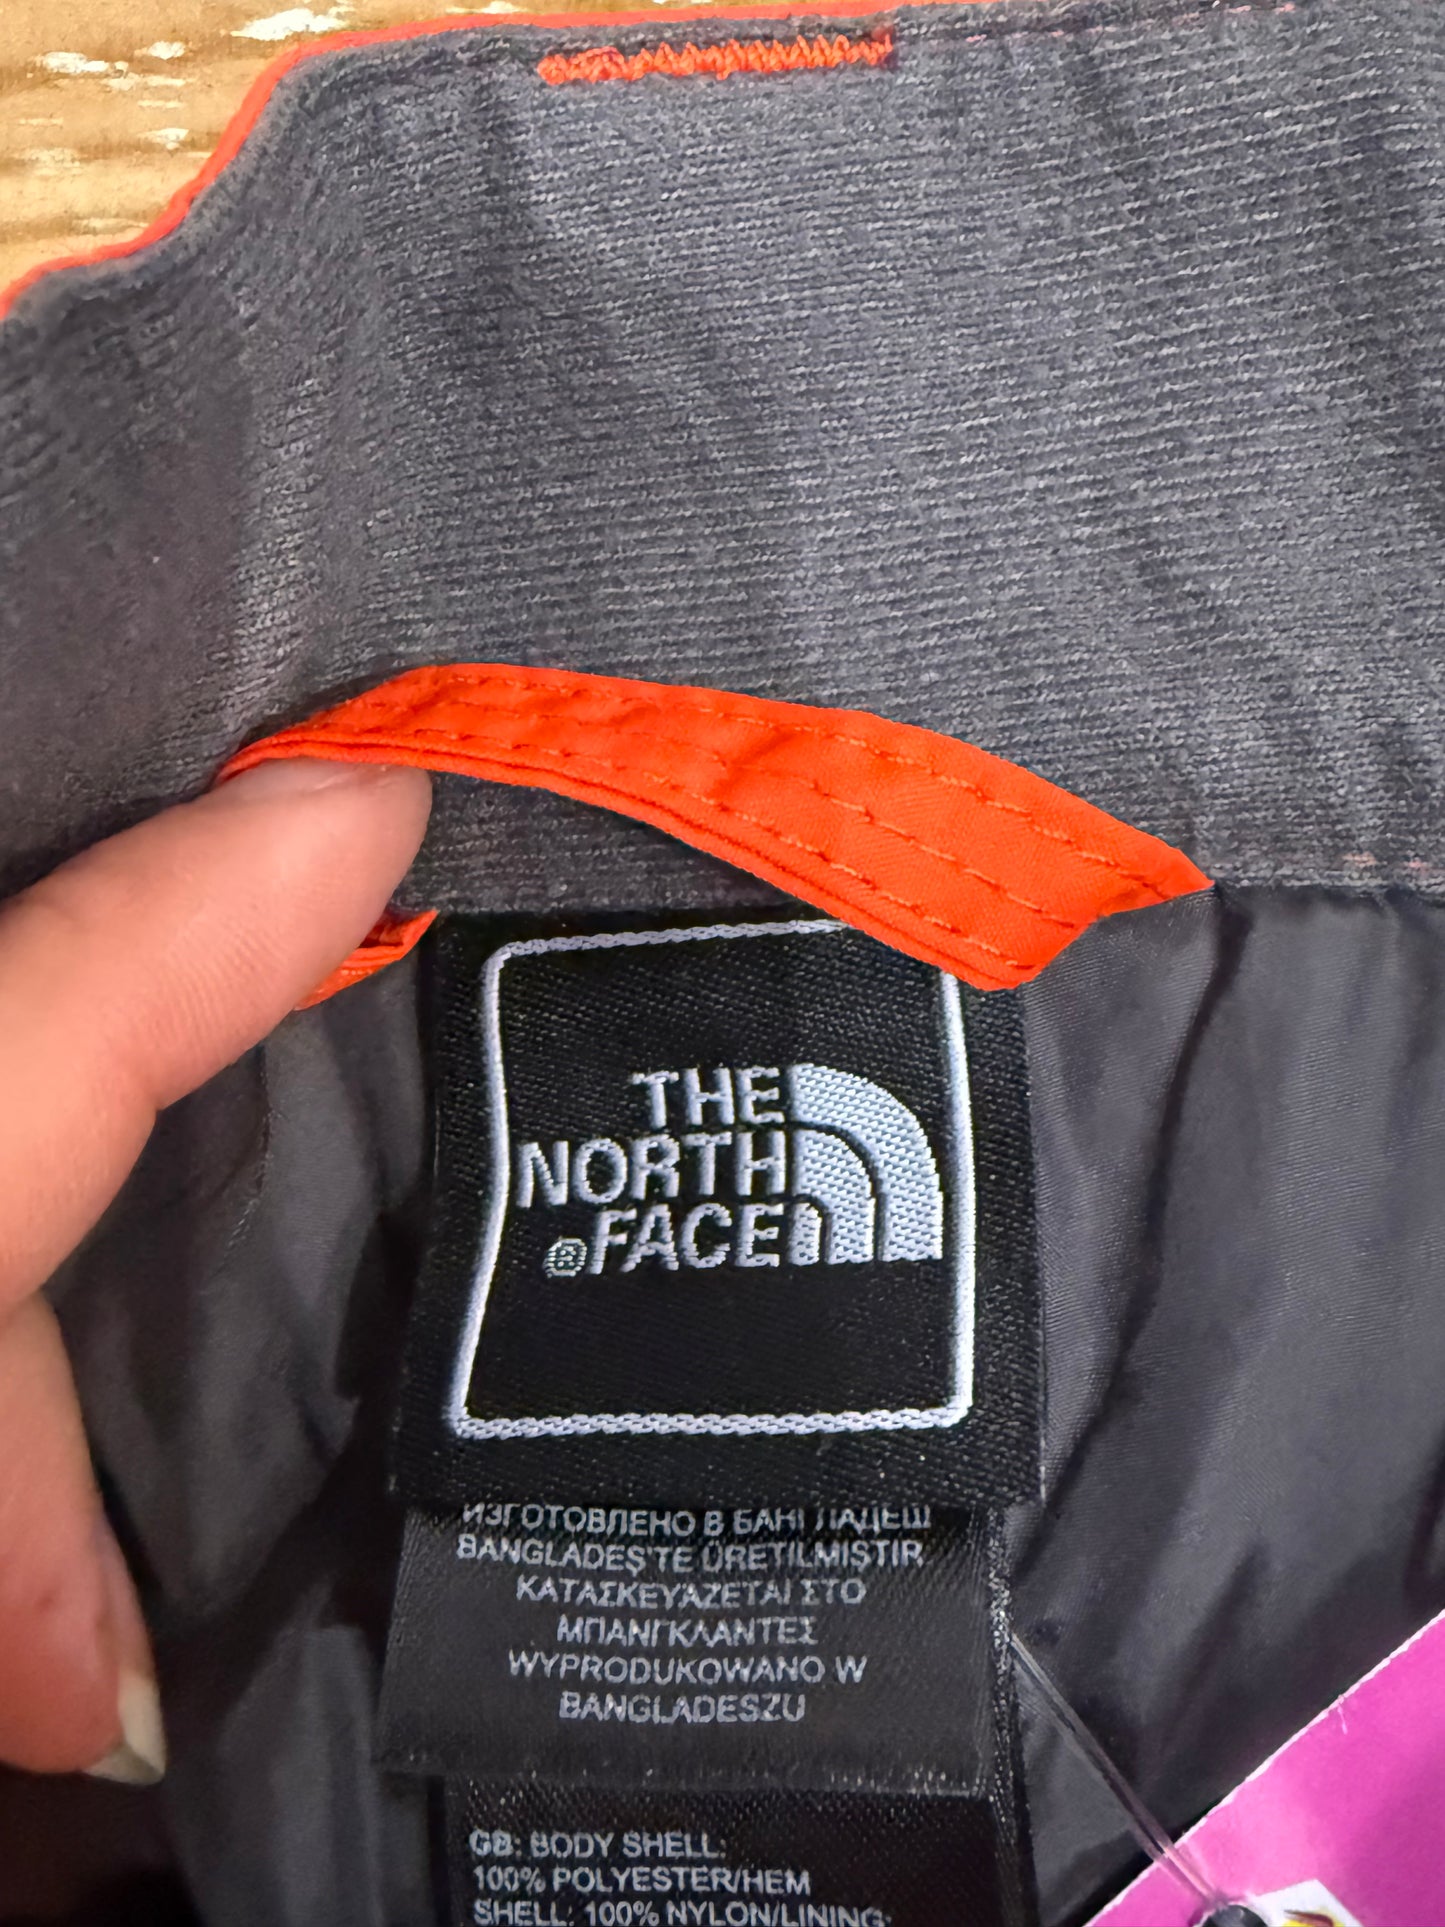 THE
NORTH
®FACE
ИЗГОТОВЛЕНО В БАНГЛАДЕШ
BANGLADEŞ'TE ÜRETILMIŞTIR
ΚΑΤΑΣΚΕΥΑΖΕΤΑΙ ΣΤΟ
ΜΠΑΝΓΚΛΑΝΤΕΣ
WYPRODUKOWANO W
BANGLADESZU
GB: BODY SHELL:
100% POLYESTER/HEM
SHELL: 100% NYLON/LINING: